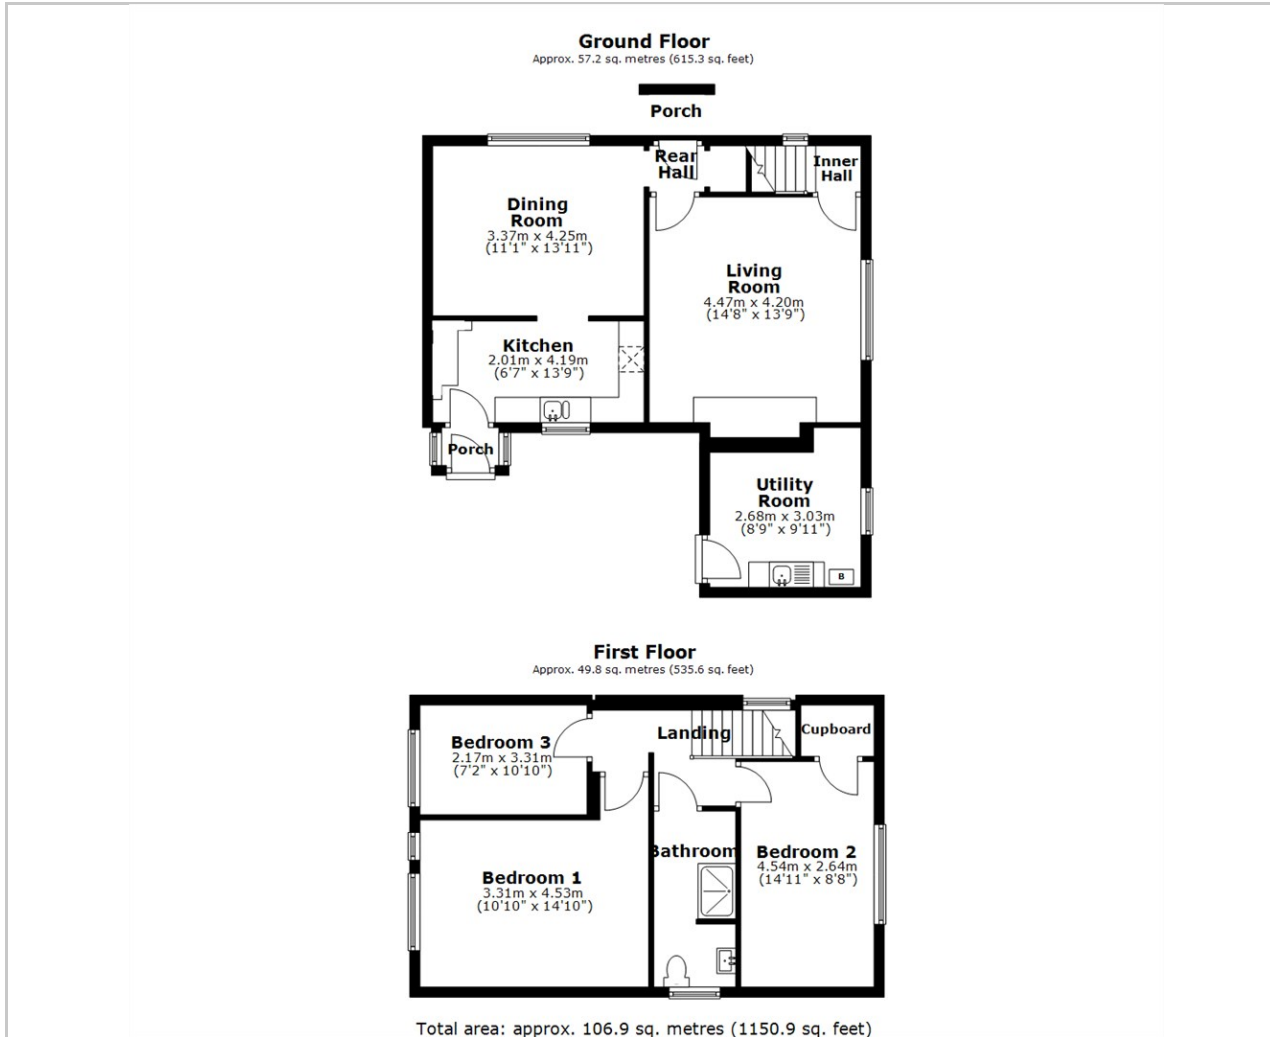 Ground Floor
Approx. 57.2 sq. metres (615.3 sq. feet)
Porch
Rear
Hall
Inner
Hall
Dining
Room
3.37m x 4.25m
(11'1" x 13'11")
Living
Room
4.47m x 4.20m
(14'8" x 13'9")
Kitchen
2.01m x 4.19m
(6'7" x 13'9")
Porch
Utility
Room
2.68m x 3.03m
(8'9" x 9'11")
B
First Floor
Approx. 49.8 sq. metres (535.6 sq. feet)
Landing
Cupboard
Bedroom 3
2.17m x 3.31m
(7'2" x 10'10")
Bathroom
Bedroom 2
4.54m x 2.64m
(14'11" x 8'8")
Bedroom 1
3.31m x 4.53m
(10'10" x 14'10")
Total area: approx. 106.9 sq. metres (1150.9 sq. feet)